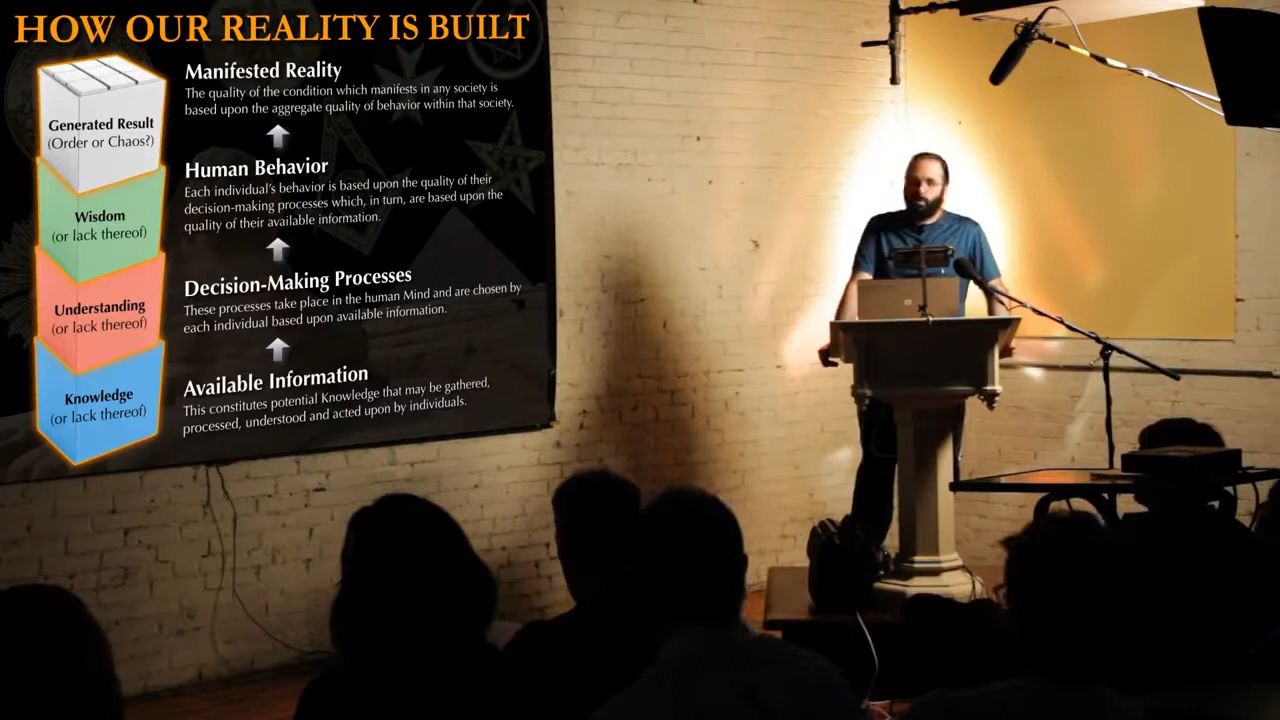 HOW OUR REALITY IS BUILT
Generated Result
(Order or Chaos?)
Wisdom
(or lack thereof)
Understanding
(or lack thereof)
Knowledge
(or lack thereof)
Manifested Reality
The quality of the condition which manifests in any society is
based upon the aggregate quality of behavior within that society.
Human Behavior
Each individual's behavior is based upon the quality of their
decision-making processes which, in turn, are based upon the
quality of their available information.
Decision-Making Processes
These processes take place in the human Mind and are chosen by
each individual based upon available information.
Available Information
This constitutes potential Knowledge that may be gathered,
processed, understood and acted upon by individuals.